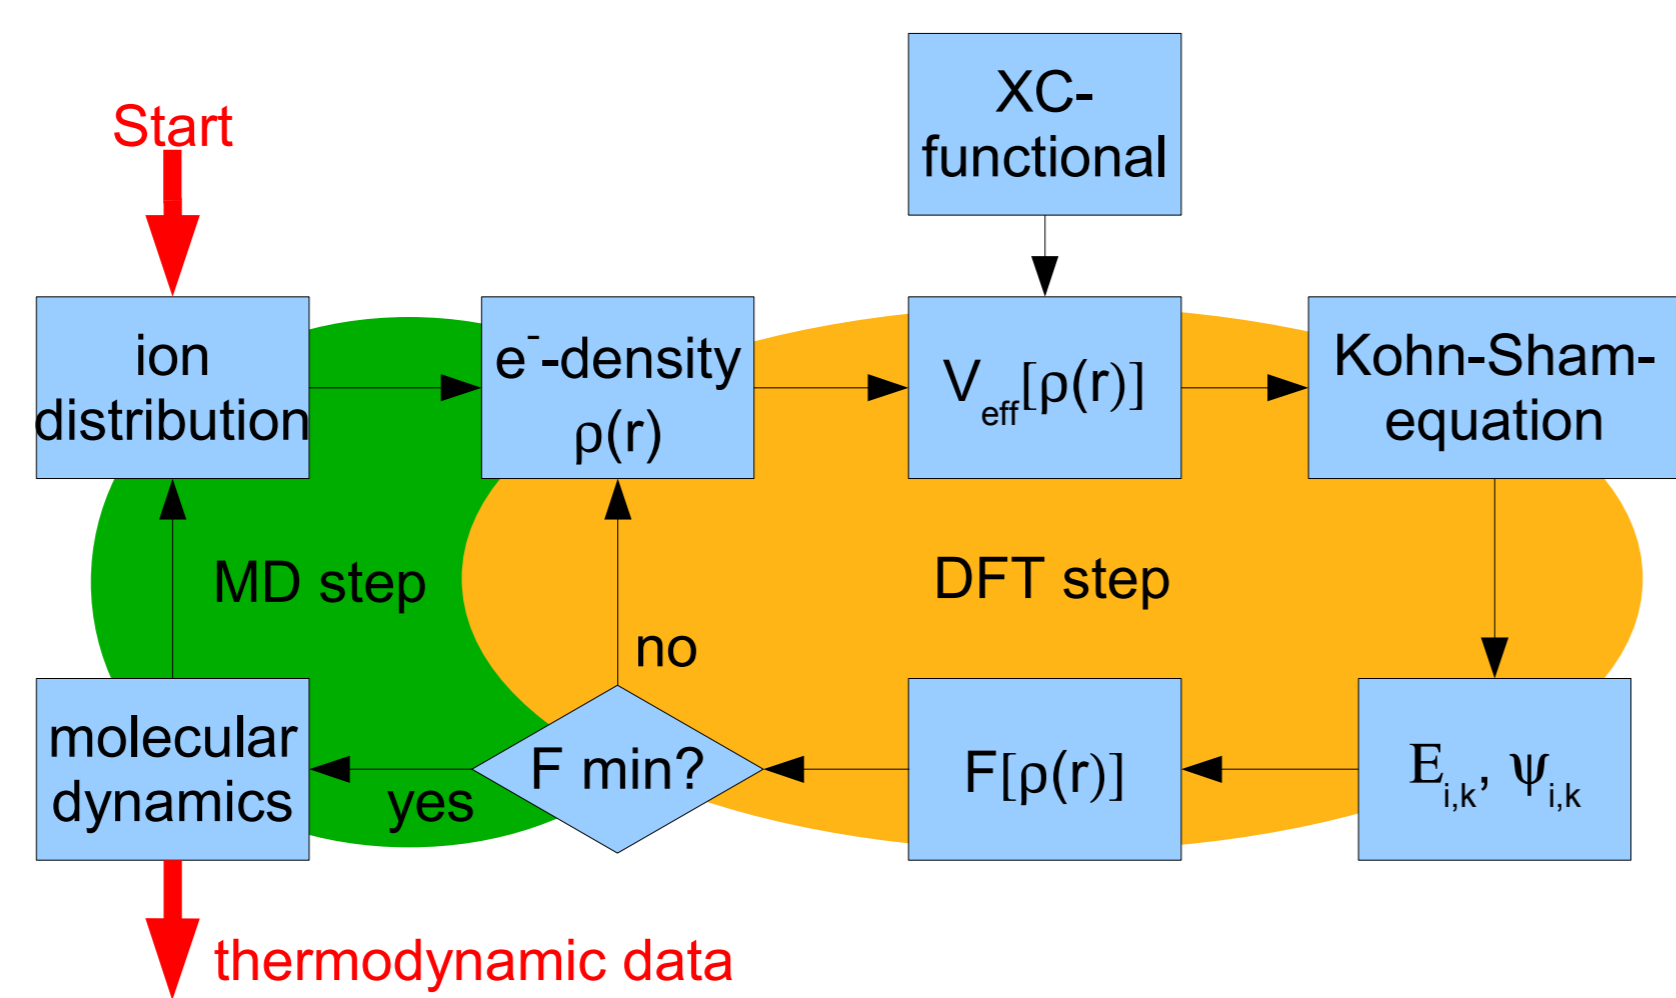 XC-
functional
Start
ion
distribution
e⁻-density
ρ(r)
V_eff[ρ(r)]
Kohn-Sham-
equation
MD step
DFT step
no
molecular
dynamics
yes
F min?
F[ρ(r)]
E_i,k, ψ_i,k
thermodynamic data